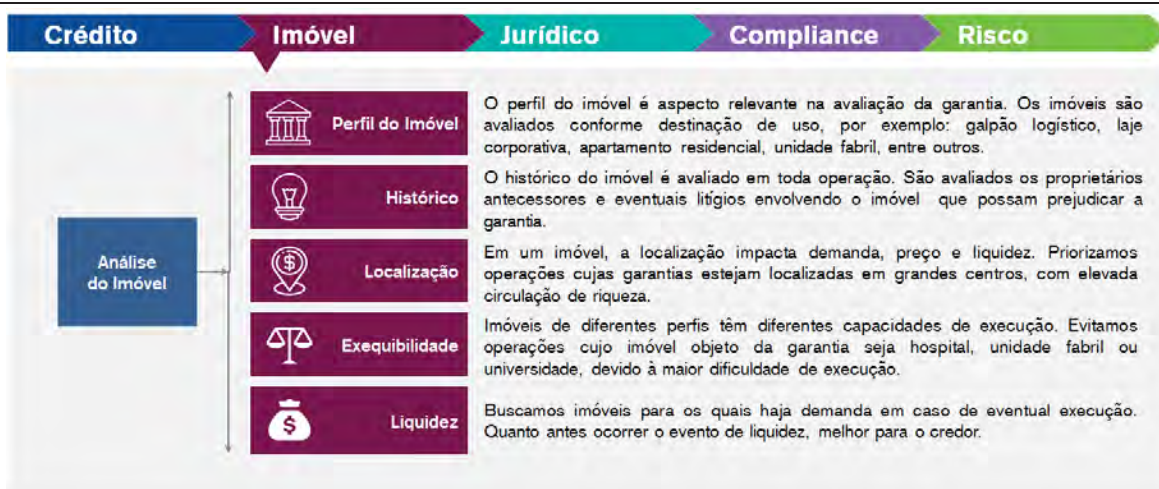 Crédito
Imóvel
Jurídico
Compliance
Risco
Análise
do Imóvel
Perfil do Imóvel
O perfil do imóvel é aspecto relevante na avaliação da garantia. Os imóveis são
avaliados conforme destinação de uso, por exemplo: galpão logístico, laje
corporativa, apartamento residencial, unidade fabril, entre outros.
Histórico
O histórico do imóvel é avaliado em toda operação. São avaliados os proprietários
antecessores e eventuais litígios envolvendo o imóvel que possam prejudicar a
garantia.
Localização
Em um imóvel, a localização impacta demanda, preço e liquidez. Priorizamos
operações cujas garantias estejam localizadas em grandes centros, com elevada
circulação de riqueza.
Exequibilidade
Imóveis de diferentes perfis têm diferentes capacidades de execução. Evitamos
operações cujo imóvel objeto da garantia seja hospital, unidade fabril ou
universidade, devido à maior dificuldade de execução.
Liquidez
Buscamos imóveis para os quais haja demanda em caso de eventual execução.
Quanto antes ocorrer o evento de liquidez, melhor para o credor.